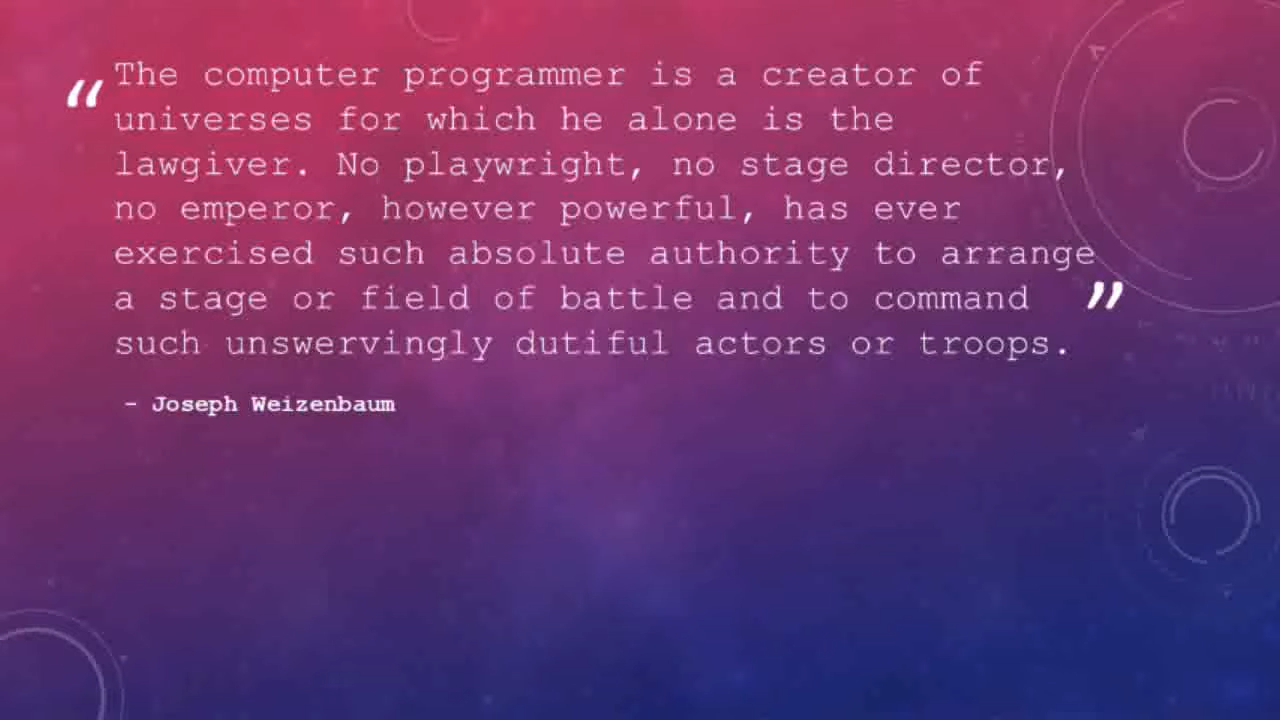 “The computer programmer is a creator of
universes for which he alone is the
lawgiver. No playwright, no stage director,
no emperor, however powerful, has ever
exercised such absolute authority to arrange
a stage or field of battle and to command
such unswervingly dutiful actors or troops.”
- Joseph Weizenbaum